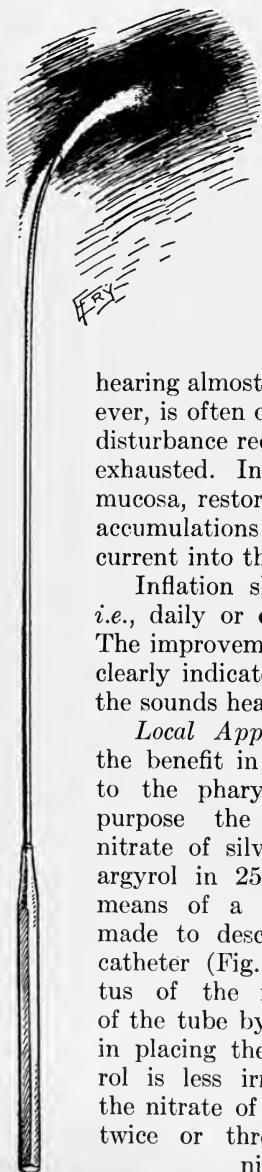 FRY
hearing almost
ever, is often o
disturbance rec
exhausted. In
mucosa, restor
accumulations
current into th
Inflation s
i.e., daily or
The improvemen
clearly indicat
the sounds hea
Local App
the benefit in
to the phary
purpose the
nitrate of silv
argyrol in 25
means of a
made to desc
catheter (Fig.
tus of the
of the tube by
in placing the
rol is less irr
the nitrate of
twice or thr
ni